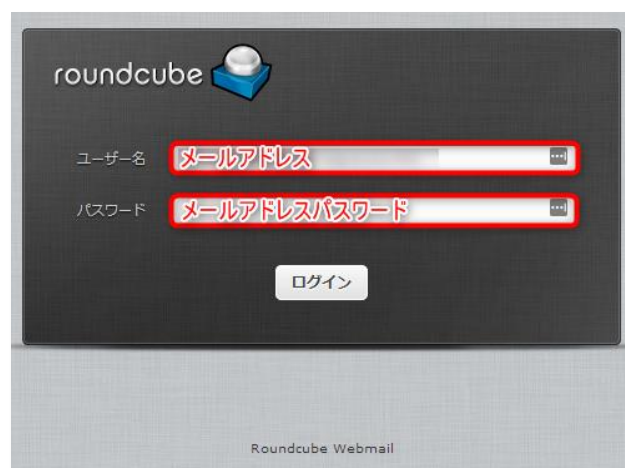 roundcube
ユーザー名 メールアドレス
パスワード メールアドレスパスワード
ログイン
Roundcube Webmail